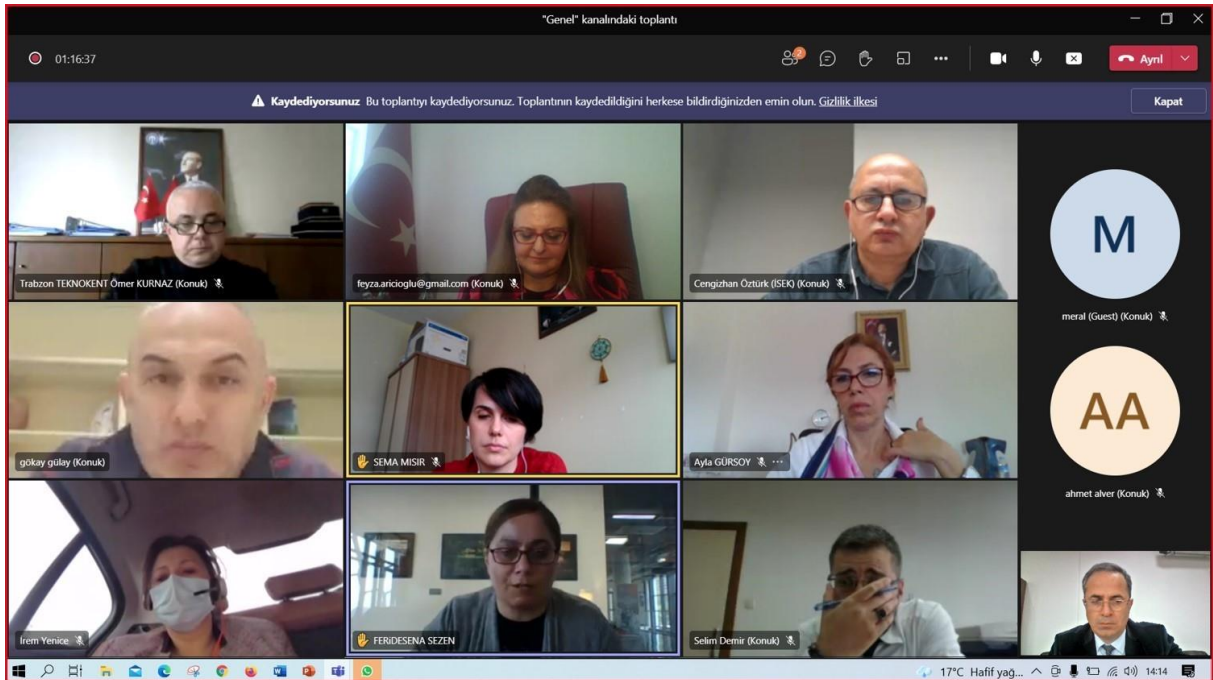 "Genel" kanalındaki toplantı
01:16:37
2
Ayrıl
Kaydediyorsunuz Bu toplantıyı kaydediyorsunuz. Toplantının kaydedildiğini herkese bildirdiğinizden emin olun. Gizlilik ilkesi
Kapat
Trabzon TEKNOKENT Ömer KURNAZ (Konuk)
feyza.aricioglu@gmail.com (Konuk)
Cengizhan Öztürk (İSEK) (Konuk)
M
meral (Guest) (Konuk)
gökay gülay (Konuk)
SEMA MISIR
Ayla GÜRSOY
AA
ahmet alver (Konuk)
İrem Yenice
FERiDESENA SEZEN
Selim Demir (Konuk)
17°C Hafif yağ...
14:14